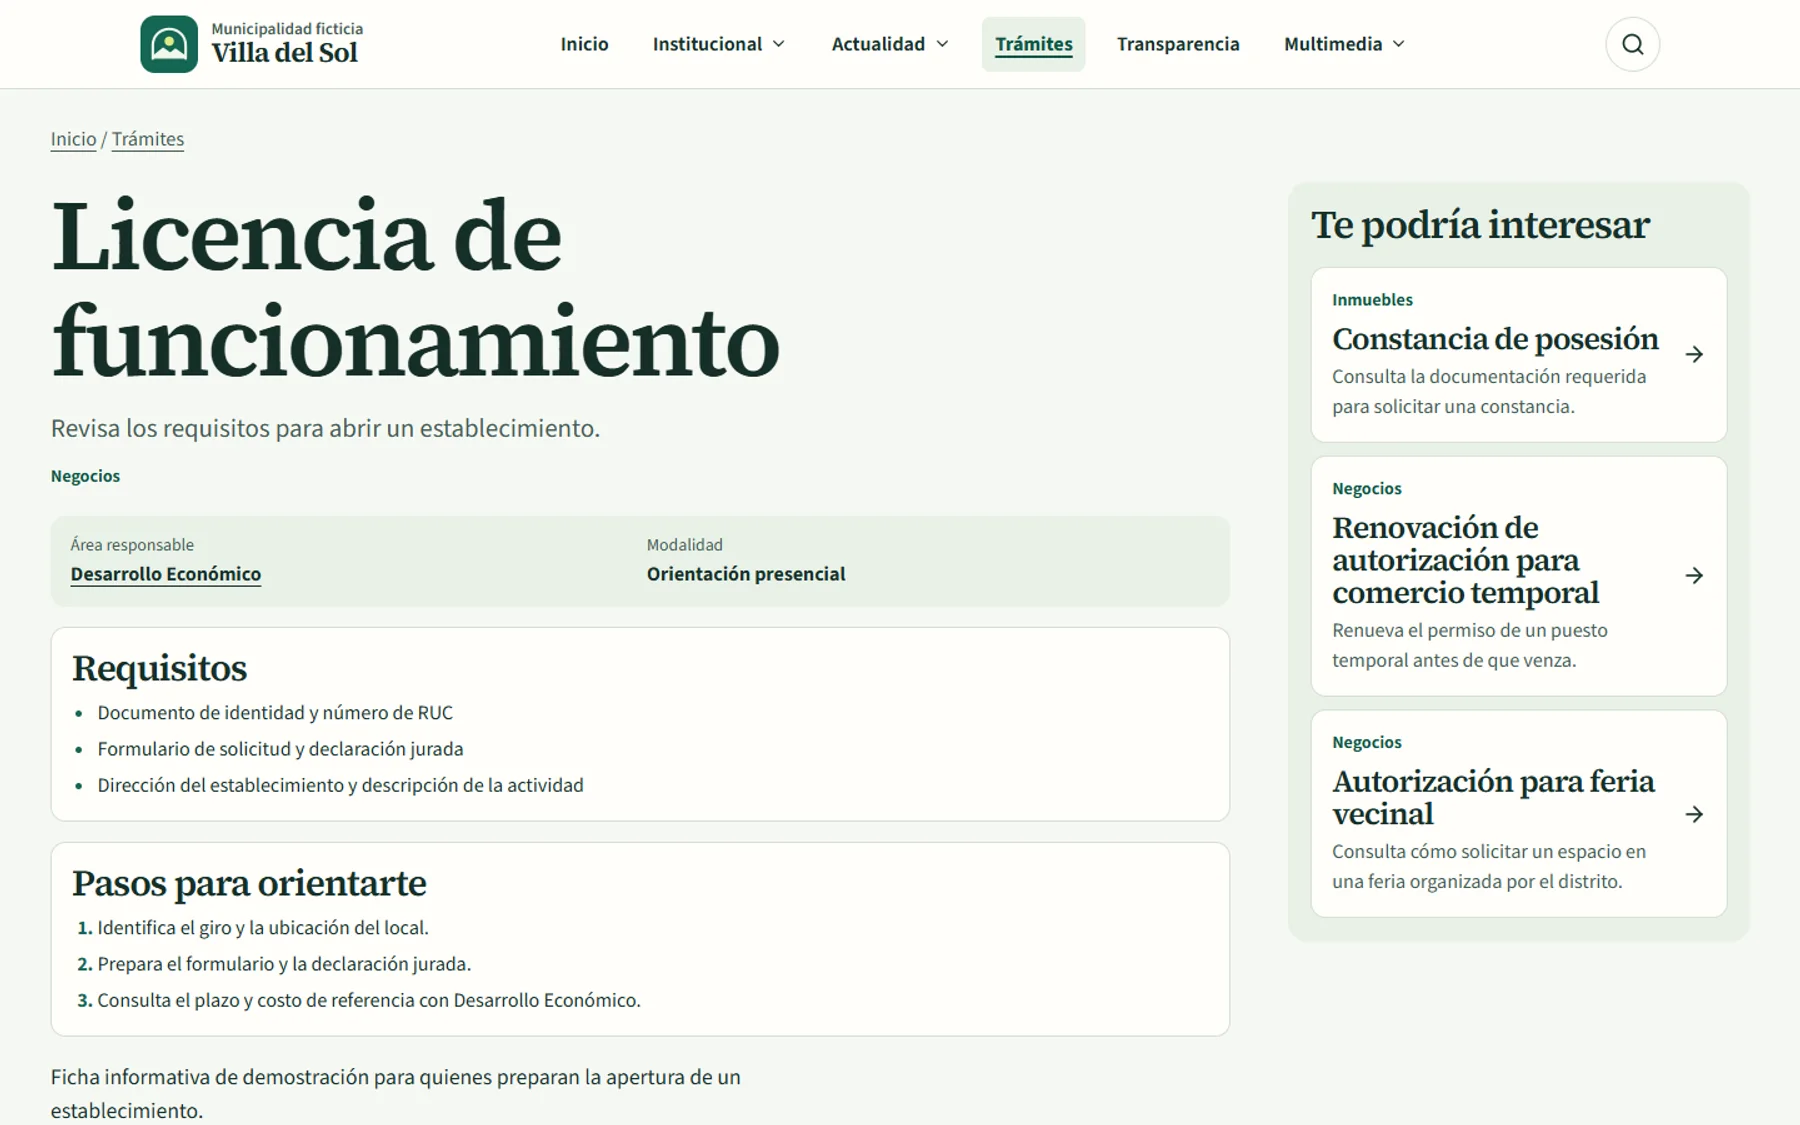 Municipalidad ficticia
Villa del Sol
Inicio
Institucional
Actualidad
Trámites
Transparencia
Multimedia
Inicio / Trámites
Licencia de
funcionamiento
Revisa los requisitos para abrir un establecimiento.
Negocios
Área responsable
Desarrollo Económico
Modalidad
Orientación presencial
Requisitos
• Documento de identidad y número de RUC
• Formulario de solicitud y declaración jurada
• Dirección del establecimiento y descripción de la actividad
Pasos para orientarte
1. Identifica el giro y la ubicación del local.
2. Prepara el formulario y la declaración jurada.
3. Consulta el plazo y costo de referencia con Desarrollo Económico.
Ficha informativa de demostración para quienes preparan la apertura de un
establecimiento.
Te podría interesar
Inmuebles
Constancia de posesión
Consulta la documentación requerida
para solicitar una constancia.
Negocios
Renovación de
autorización para
comercio temporal
Renueva el permiso de un puesto
temporal antes de que venza.
Negocios
Autorización para feria
vecinal
Consulta cómo solicitar un espacio en
una feria organizada por el distrito.